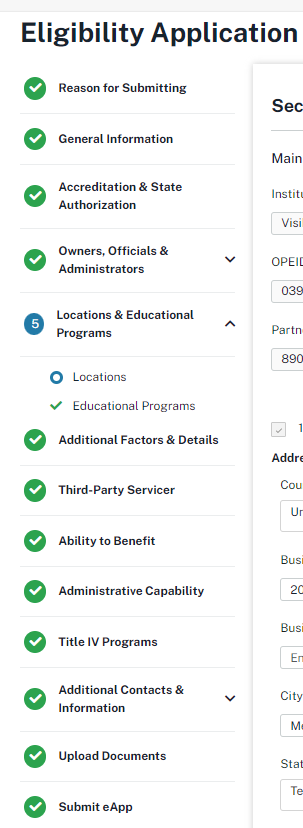 Eligibility Application
Reason for Submitting
General Information
Accreditation & State
Authorization
Owners, Officials &
Administrators
5
Locations & Educational
Programs
Locations
Educational Programs
Additional Factors & Details
Third-Party Servicer
Ability to Benefit
Administrative Capability
Title IV Programs
Additional Contacts &
Information
Upload Documents
Submit eApp
Sec
Main
Institu
Visi
OPEID
039
Partn
890
1
Addre
Cou
Un
Busi
20
Busi
En
City
Me
Stat
Te